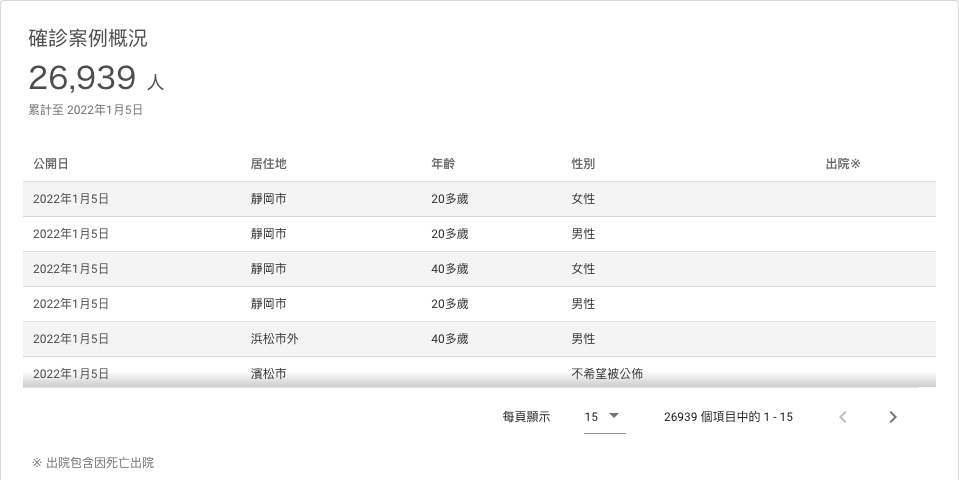 確診案例概況
26,939 人
累計至 2022年1月5日
公開日 居住地 年齡 性別 出院※
2022年1月5日 靜岡市 20多歲 女性
2022年1月5日 靜岡市 20多歲 男性
2022年1月5日 靜岡市 40多歲 女性
2022年1月5日 靜岡市 20多歲 男性
2022年1月5日 浜松市外 40多歲 男性
2022年1月5日 濱松市 不希望被公佈
每頁顯示 15 26939 個項目中的 1 - 15
※ 出院包含因死亡出院